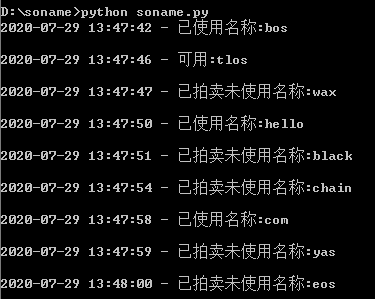 D:\soname>python soname.py
2020-07-29 13:47:42 - 已使用名称:bos
2020-07-29 13:47:46 - 可用:tlos
2020-07-29 13:47:47 - 已拍卖未使用名称:wax
2020-07-29 13:47:50 - 已使用名称:hello
2020-07-29 13:47:51 - 已拍卖未使用名称:black
2020-07-29 13:47:54 - 已拍卖未使用名称:chain
2020-07-29 13:47:58 - 已使用名称:com
2020-07-29 13:47:59 - 已拍卖未使用名称:yas
2020-07-29 13:48:00 - 已拍卖未使用名称:eos